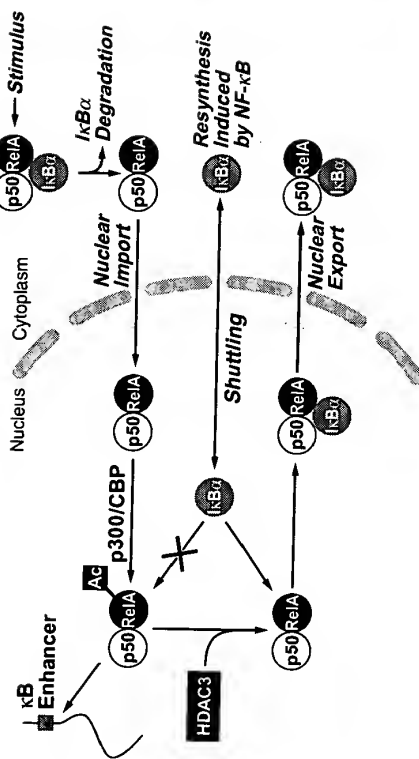 Nucleus
Cytoplasm
Stimulus
p50
RelA
IκBα
IκBα
Degradation
p50
RelA
Nuclear
Import
p50
RelA
p300/CBP
Ac
p50
RelA
κB
Enhancer
HDAC3
IκBα
Shuttling
IκBα
Resynthesis
Induced
by NF-κB
p50
RelA
p50
RelA
IκBα
Nuclear
Export
p50
RelA
IκBα